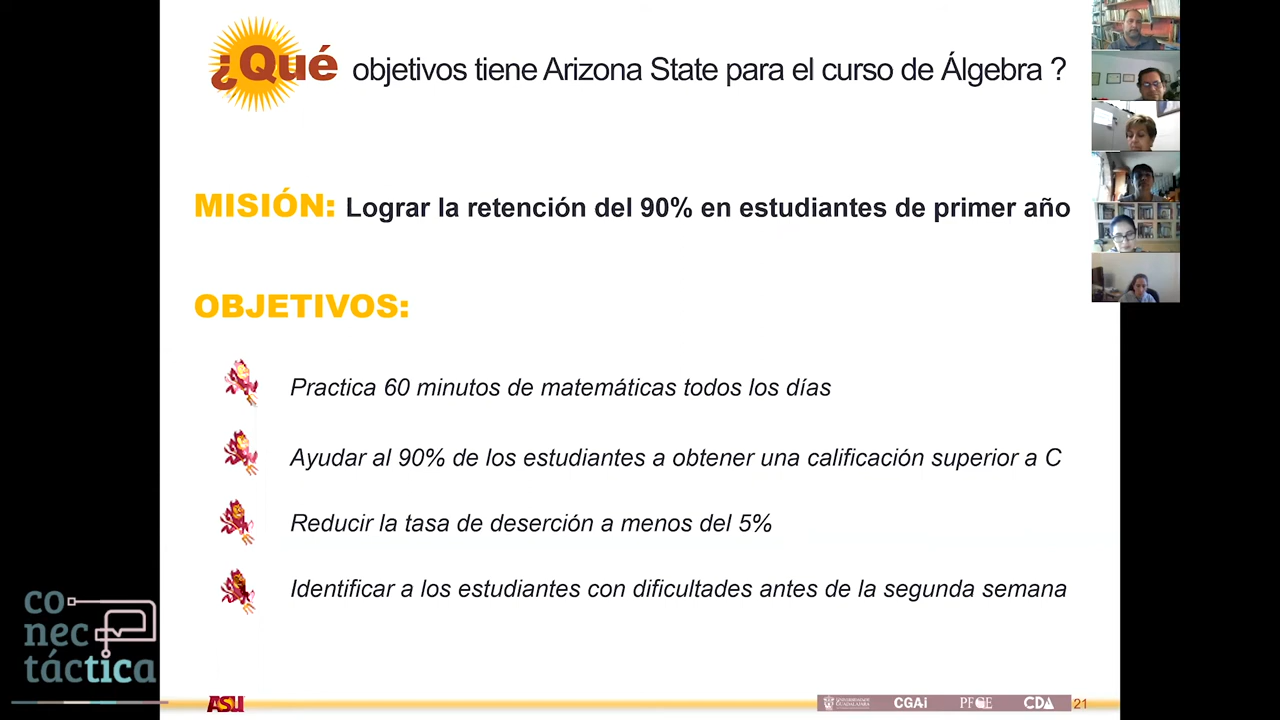 ¿Qué objetivos tiene Arizona State para el curso de Álgebra ?
MISIÓN: Lograr la retención del 90% en estudiantes de primer año
OBJETIVOS:
Practica 60 minutos de matemáticas todos los días
Ayudar al 90% de los estudiantes a obtener una calificación superior a C
Reducir la tasa de deserción a menos del 5%
Identificar a los estudiantes con dificultades antes de la segunda semana
co
nec
táctica
ASU
UNIVERSIDAD DE
GUADALAJARA
CGAi
PFCE
CDA
21